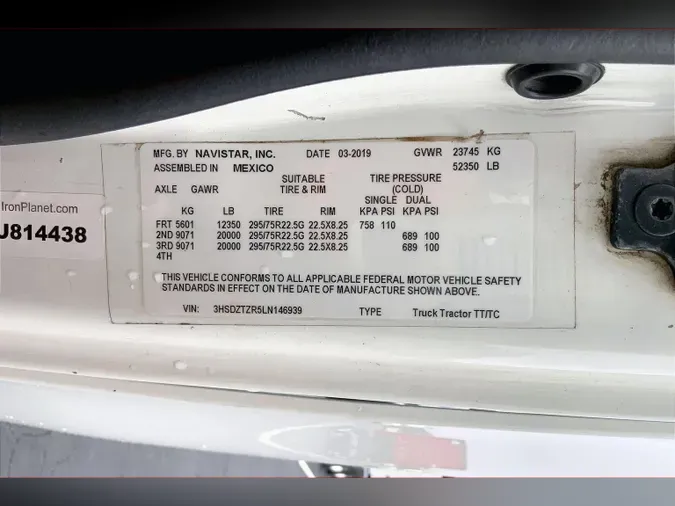 MFG. BY NAVISTAR, INC. DATE 03-2019 GVWR 23745 KG
ASSEMBLED IN MEXICO 52350 LB
SUITABLE TIRE PRESSURE
AXLE GAWR TIRE & RIM (COLD)
SINGLE DUAL
KG LB TIRE RIM KPA PSI KPA PSI
FRT 5601 12350 295/75R22.5G 22.5X8.25 758 110
2ND 9071 20000 295/75R22.5G 22.5X8.25 689 100
3RD 9071 20000 295/75R22.5G 22.5X8.25 689 100
4TH
THIS VEHICLE CONFORMS TO ALL APPLICABLE FEDERAL MOTOR VEHICLE SAFETY
STANDARDS IN EFFECT ON THE DATE OF MANUFACTURE SHOWN ABOVE.
VIN: 3HSDZTZR5LN146939 TYPE Truck Tractor TT/TC
IronPlanet.com
J814438